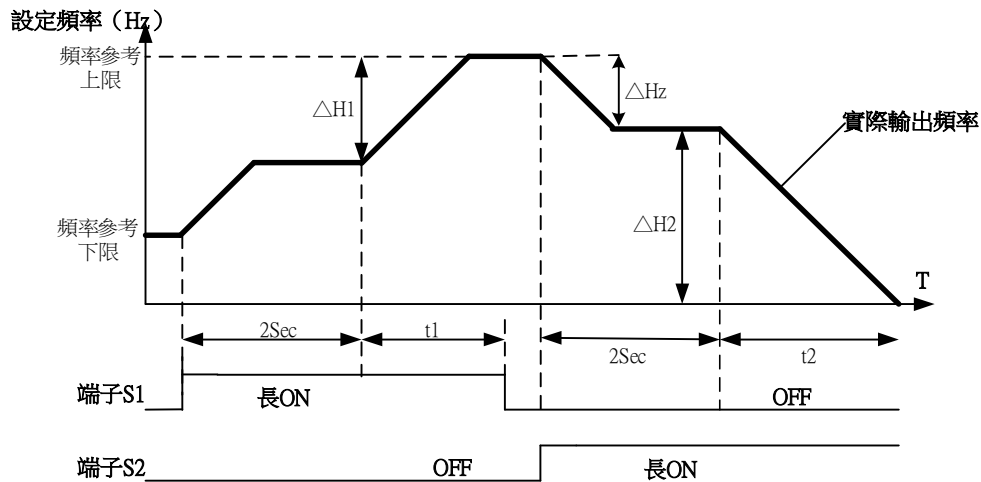 設定頻率（Hz）
頻率參考
上限
△H1
△Hz
實際輸出頻率
頻率參考
下限
△H2
T
2Sec
t1
2Sec
t2
端子S1
長ON
OFF
端子S2
OFF
長ON